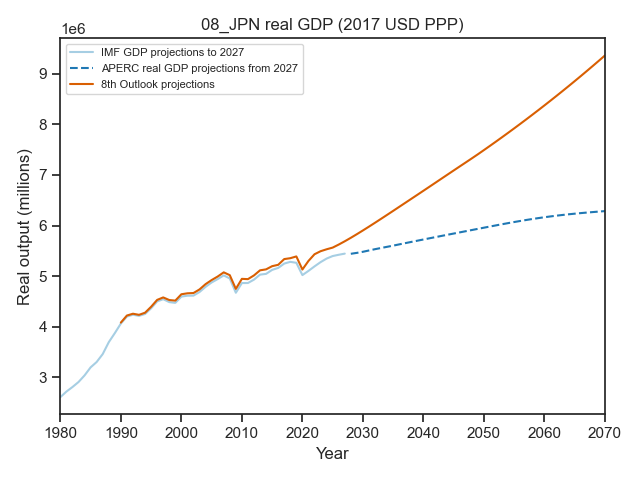 08_JPN real GDP (2017 USD PPP)
1e6
IMF GDP projections to 2027
APERC real GDP projections from 2027
8th Outlook projections
9
8
7
6
5
4
3
Real output (millions)
1980 1990 2000 2010 2020 2030 2040 2050 2060 2070
Year